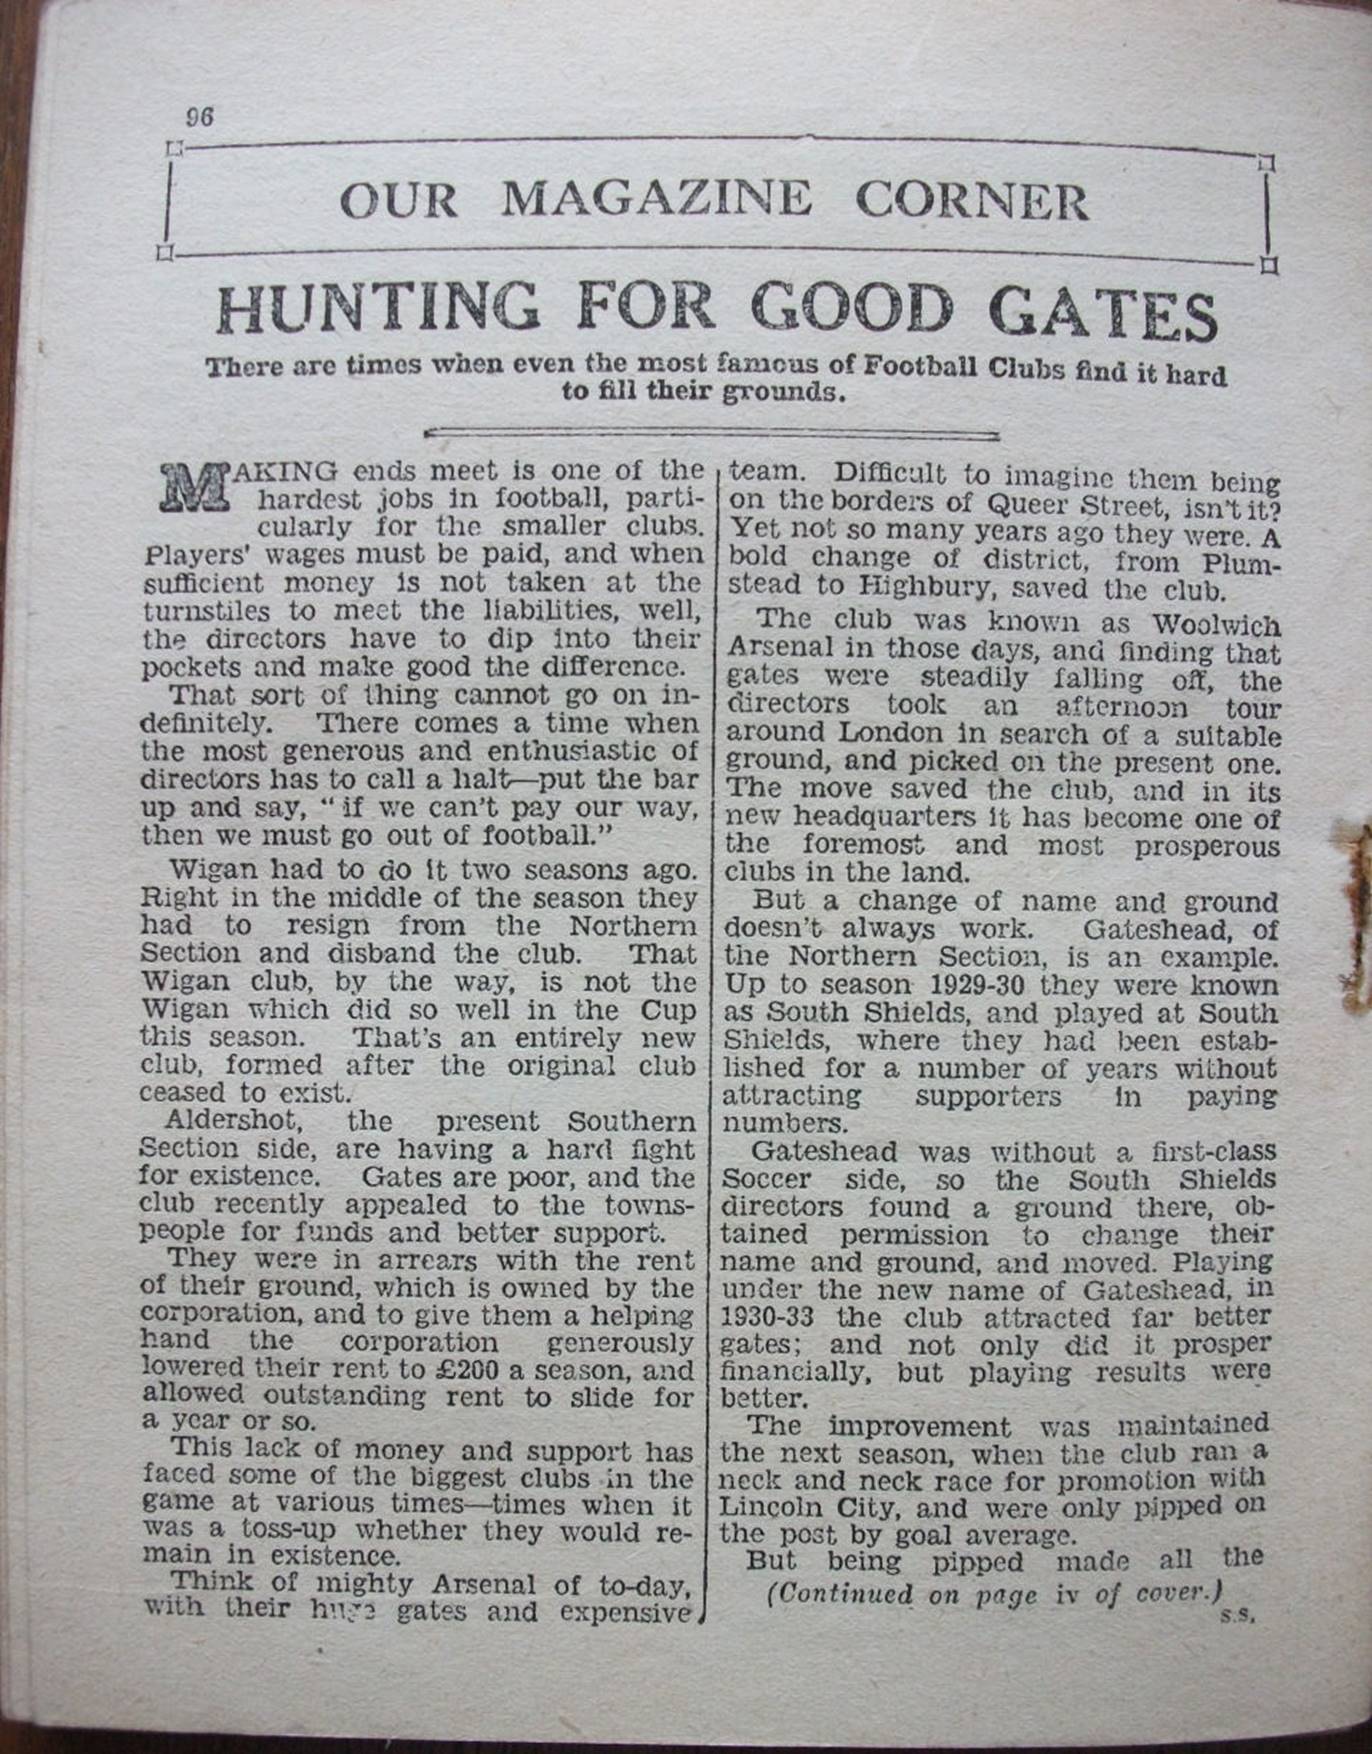 96
OUR MAGAZINE CORNER
HUNTING FOR GOOD GATES
There are times when even the most famous of Football Clubs find it hard
to fill their grounds.
MAKING ends meet is one of the
hardest jobs in football, parti-
cularly for the smaller clubs.
Players' wages must be paid, and when
sufficient money is not taken at the
turnstiles to meet the liabilities, well,
the directors have to dip into their
pockets and make good the difference.
That sort of thing cannot go on in-
definitely. There comes a time when
the most generous and enthusiastic of
directors has to call a halt—put the bar
up and say, “if we can't pay our way,
then we must go out of football.”
Wigan had to do it two seasons ago.
Right in the middle of the season they
had to resign from the Northern
Section and disband the club. That
Wigan club, by the way, is not the
Wigan which did so well in the Cup
this season. That's an entirely new
club, formed after the original club
ceased to exist.
Aldershot, the present Southern
Section side, are having a hard fight
for existence. Gates are poor, and the
club recently appealed to the towns-
people for funds and better support.
They were in arrears with the rent
of their ground, which is owned by the
corporation, and to give them a helping
hand the corporation generously
lowered their rent to £200 a season, and
allowed outstanding rent to slide for
a year or so.
This lack of money and support has
faced some of the biggest clubs in the
game at various times—times when it
was a toss-up whether they would re-
main in existence.
Think of mighty Arsenal of to-day,
with their huge gates and expensive
team. Difficult to imagine them being
on the borders of Queer Street, isn't it?
Yet not so many years ago they were. A
bold change of district, from Plum-
stead to Highbury, saved the club.
The club was known as Woolwich
Arsenal in those days, and finding that
gates were steadily falling off, the
directors took an afternoon tour
around London in search of a suitable
ground, and picked on the present one.
The move saved the club, and in its
new headquarters it has become one of
the foremost and most prosperous
clubs in the land.
But a change of name and ground
doesn't always work. Gateshead, of
the Northern Section, is an example.
Up to season 1929-30 they were known
as South Shields, and played at South
Shields, where they had been estab-
lished for a number of years without
attracting supporters in paying
numbers.
Gateshead was without a first-class
Soccer side, so the South Shields
directors found a ground there, ob-
tained permission to change their
name and ground, and moved. Playing
under the new name of Gateshead, in
1930-33 the club attracted far better
gates; and not only did it prosper
financially, but playing results were
better.
The improvement was maintained
the next season, when the club ran a
neck and neck race for promotion with
Lincoln City, and were only pipped on
the post by goal average.
But being pipped made all the
(Continued on page iv of cover.)
S.S.